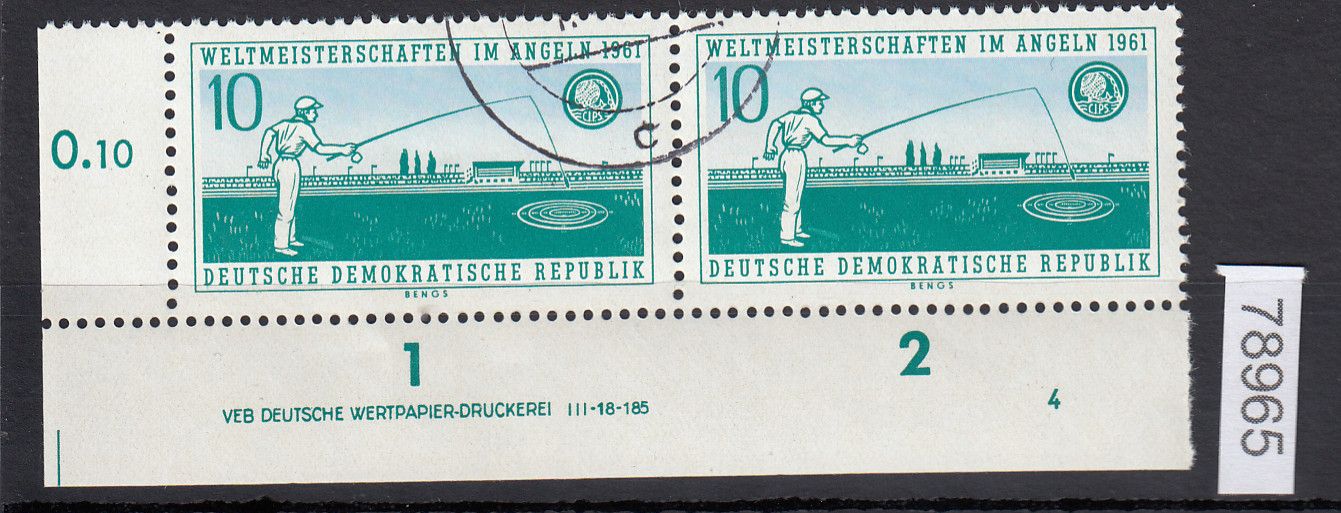 WELTMEISTERSCHAFTEN IM ANGELN 1961
10
CIPS
DEUTSCHE DEMOKRATISCHE REPUBLIK
BENGS
WELTMEISTERSCHAFTEN IM ANGELN 1961
10
CIPS
DEUTSCHE DEMOKRATISCHE REPUBLIK
BENGS
0.10
C
1
2
VEB DEUTSCHE WERTPAPIER-DRUCKEREI III-18-185
4
78965